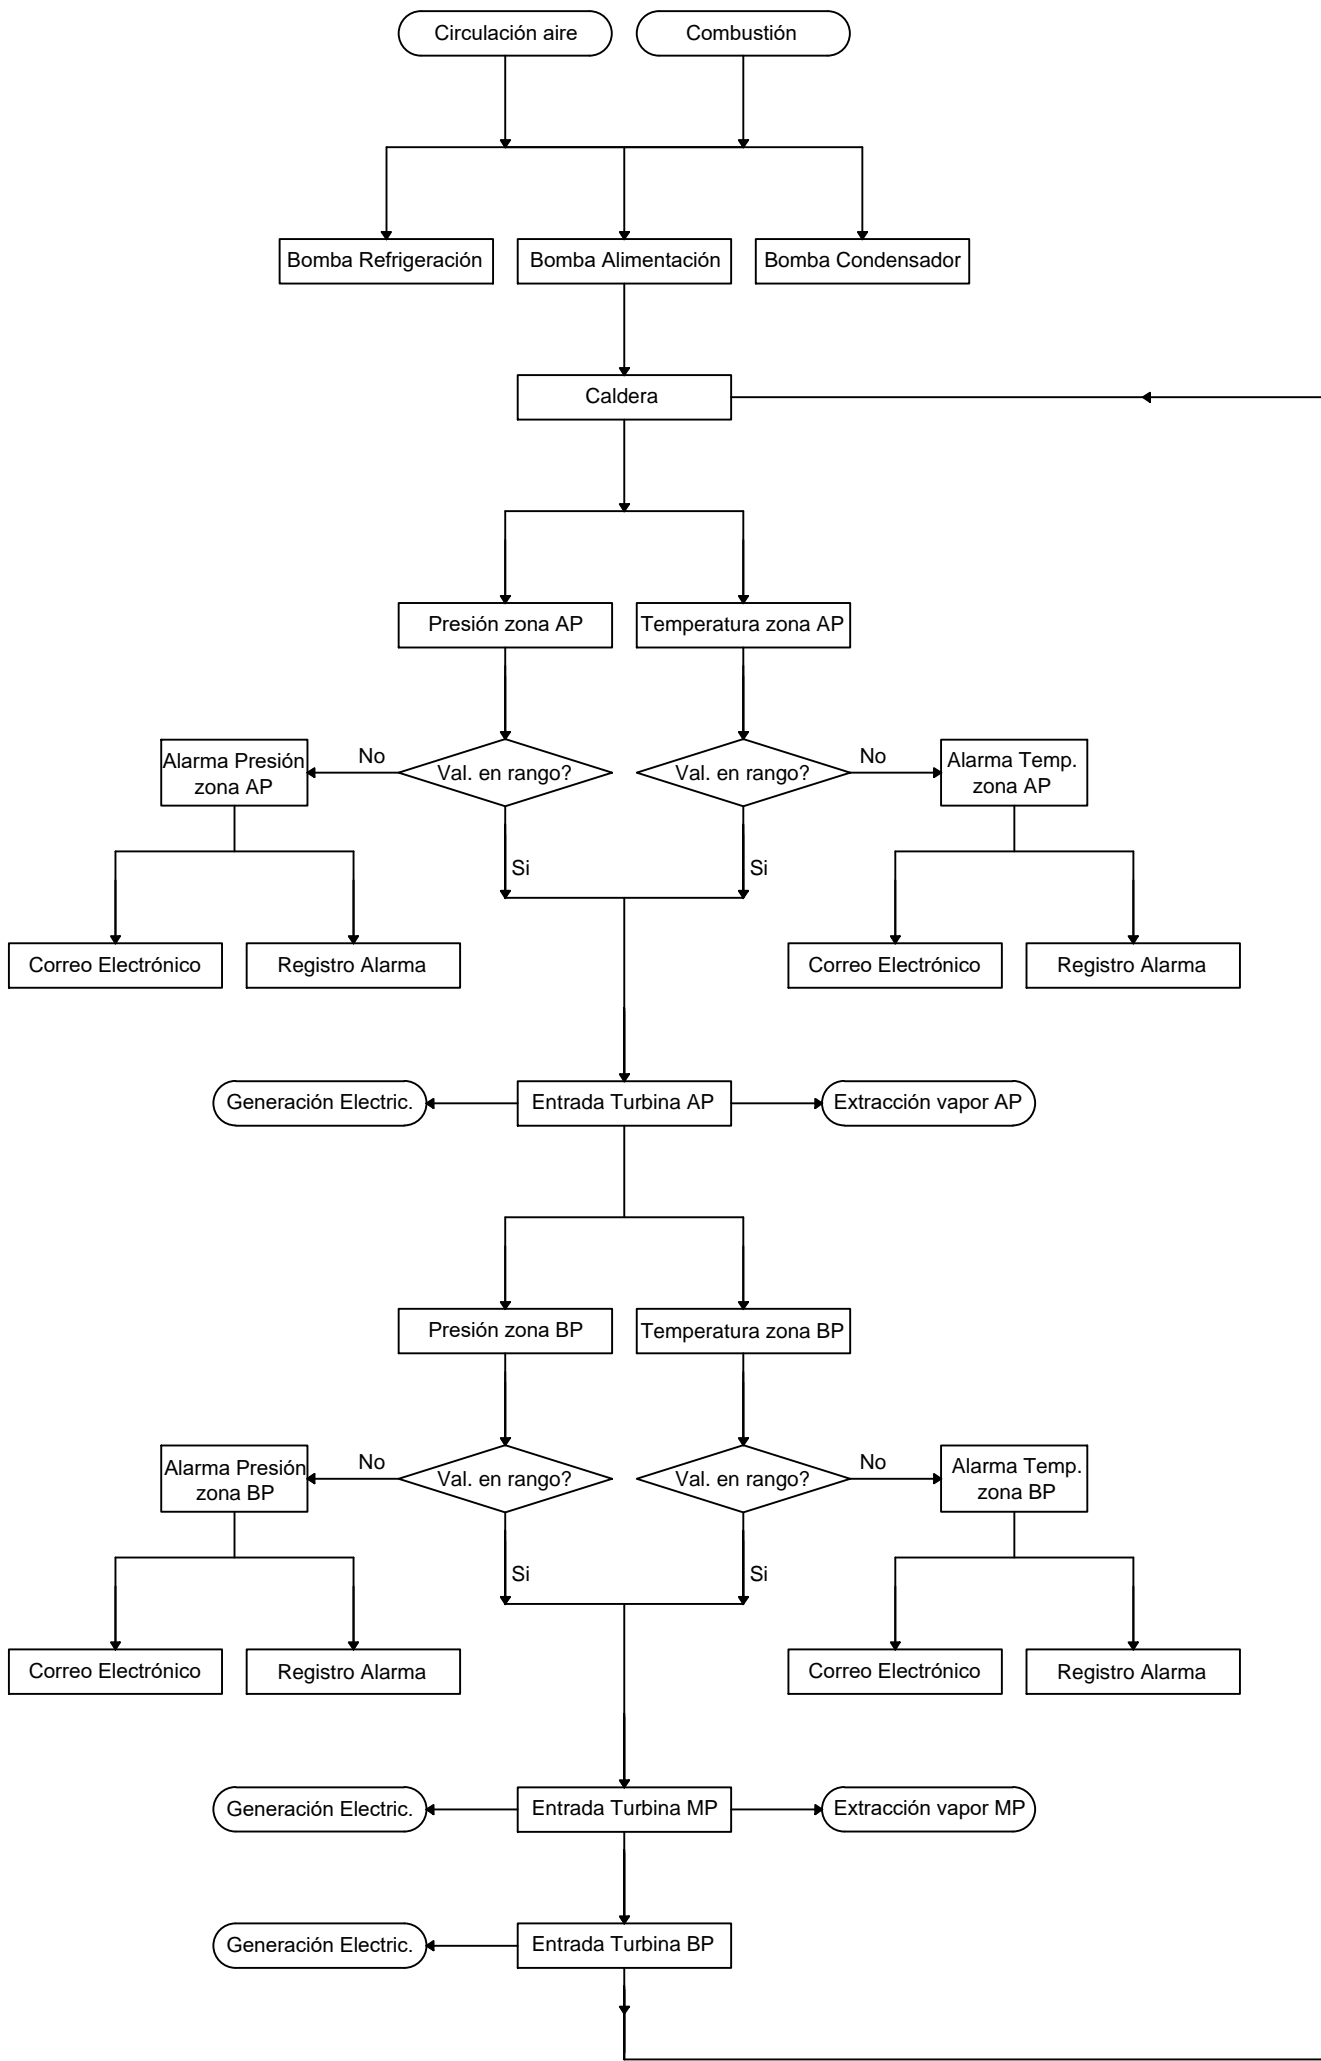 Circulación aire
Combustión
Bomba Refrigeración
Bomba Alimentación
Bomba Condensador
Caldera
Presión zona AP
Temperatura zona AP
Alarma Presión
zona AP
No
Val. en rango?
Val. en rango?
No
Alarma Temp.
zona AP
Si
Si
Correo Electrónico
Registro Alarma
Correo Electrónico
Registro Alarma
Generación Electric.
Entrada Turbina AP
Extracción vapor AP
Presión zona BP
Temperatura zona BP
Alarma Presión
zona BP
No
Val. en rango?
Val. en rango?
No
Alarma Temp.
zona BP
Si
Si
Correo Electrónico
Registro Alarma
Correo Electrónico
Registro Alarma
Generación Electric.
Entrada Turbina MP
Extracción vapor MP
Generación Electric.
Entrada Turbina BP